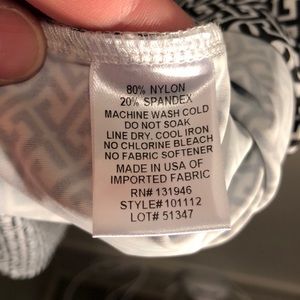 80% NYLON
20% SPANDEX
MACHINE WASH COLD
DO NOT SOAK
LINE DRY, COOL IRON
NO CHLORINE BLEACH
NO FABRIC SOFTENER
MADE IN USA OF
IMPORTED FABRIC
RN# 131946
STYLE#101112
LOT# 51347